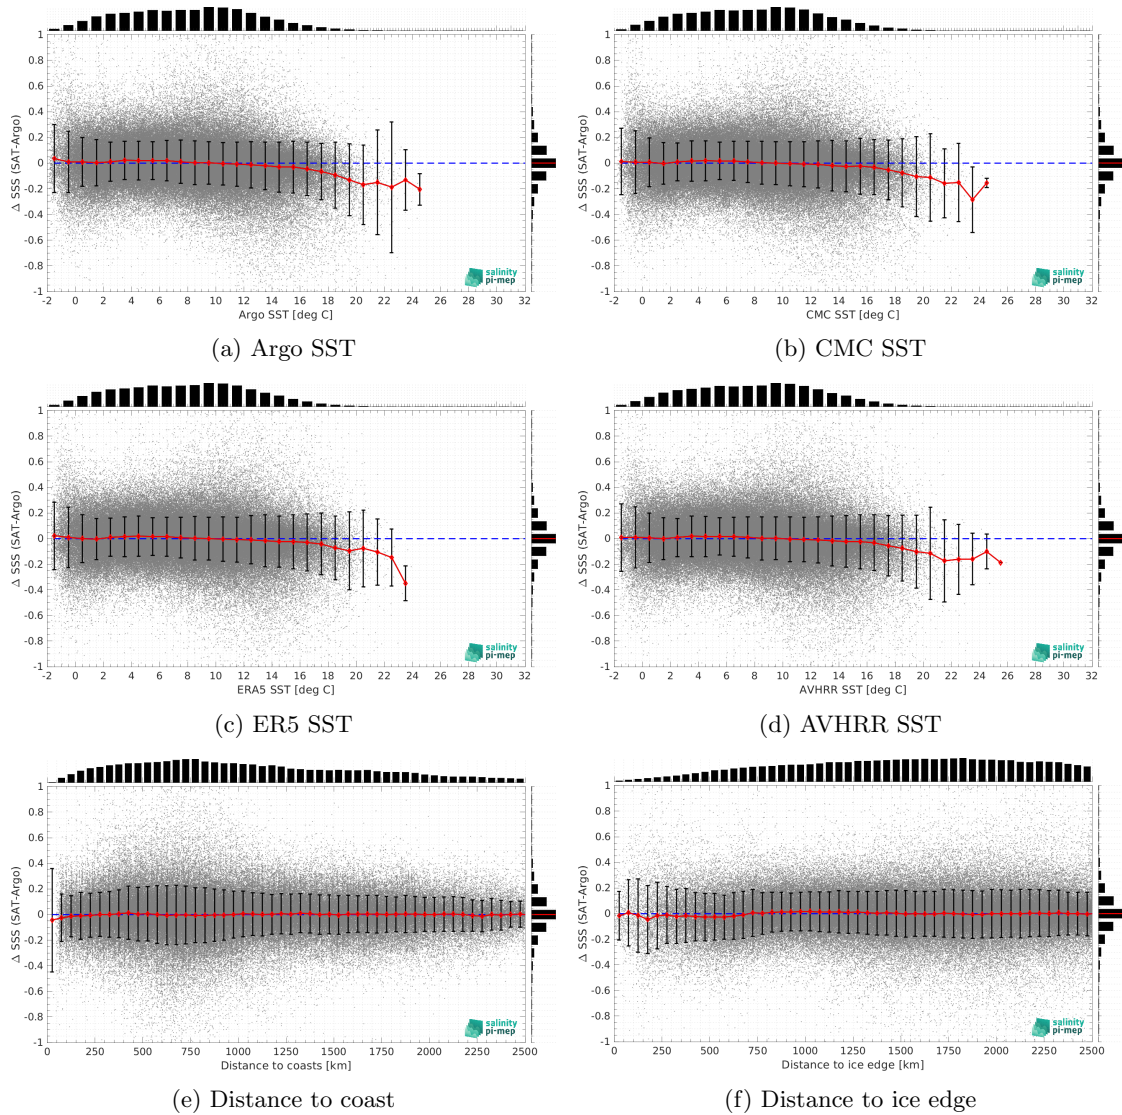 1
0.8
0.6
0.4
0.2
0
-0.2
-0.4
-0.6
-0.8
-1
Δ SSS (SAT-Argo)
-2 0 2 4 6 8 10 12 14 16 18 20 22 24 26 28 30 32
Argo SST [deg C]
salinity
pi-mep
(a) Argo SST
1
0.8
0.6
0.4
0.2
0
-0.2
-0.4
-0.6
-0.8
-1
Δ SSS (SAT-Argo)
-2 0 2 4 6 8 10 12 14 16 18 20 22 24 26 28 30 32
CMC SST [deg C]
salinity
pi-mep
(b) CMC SST
1
0.8
0.6
0.4
0.2
0
-0.2
-0.4
-0.6
-0.8
-1
Δ SSS (SAT-Argo)
-2 0 2 4 6 8 10 12 14 16 18 20 22 24 26 28 30 32
ERA5 SST [deg C]
salinity
pi-mep
(c) ER5 SST
1
0.8
0.6
0.4
0.2
0
-0.2
-0.4
-0.6
-0.8
-1
Δ SSS (SAT-Argo)
-2 0 2 4 6 8 10 12 14 16 18 20 22 24 26 28 30 32
AVHRR SST [deg C]
salinity
pi-mep
(d) AVHRR SST
1
0.8
0.6
0.4
0.2
0
-0.2
-0.4
-0.6
-0.8
-1
Δ SSS (SAT-Argo)
0 250 500 750 1000 1250 1500 1750 2000 2250 2500
Distance to coasts [km]
salinity
pi-mep
(e) Distance to coast
1
0.8
0.6
0.4
0.2
0
-0.2
-0.4
-0.6
-0.8
-1
Δ SSS (SAT-Argo)
0 250 500 750 1000 1250 1500 1750 2000 2250 2500
Distance to ice edge [km]
salinity
pi-mep
(f) Distance to ice edge